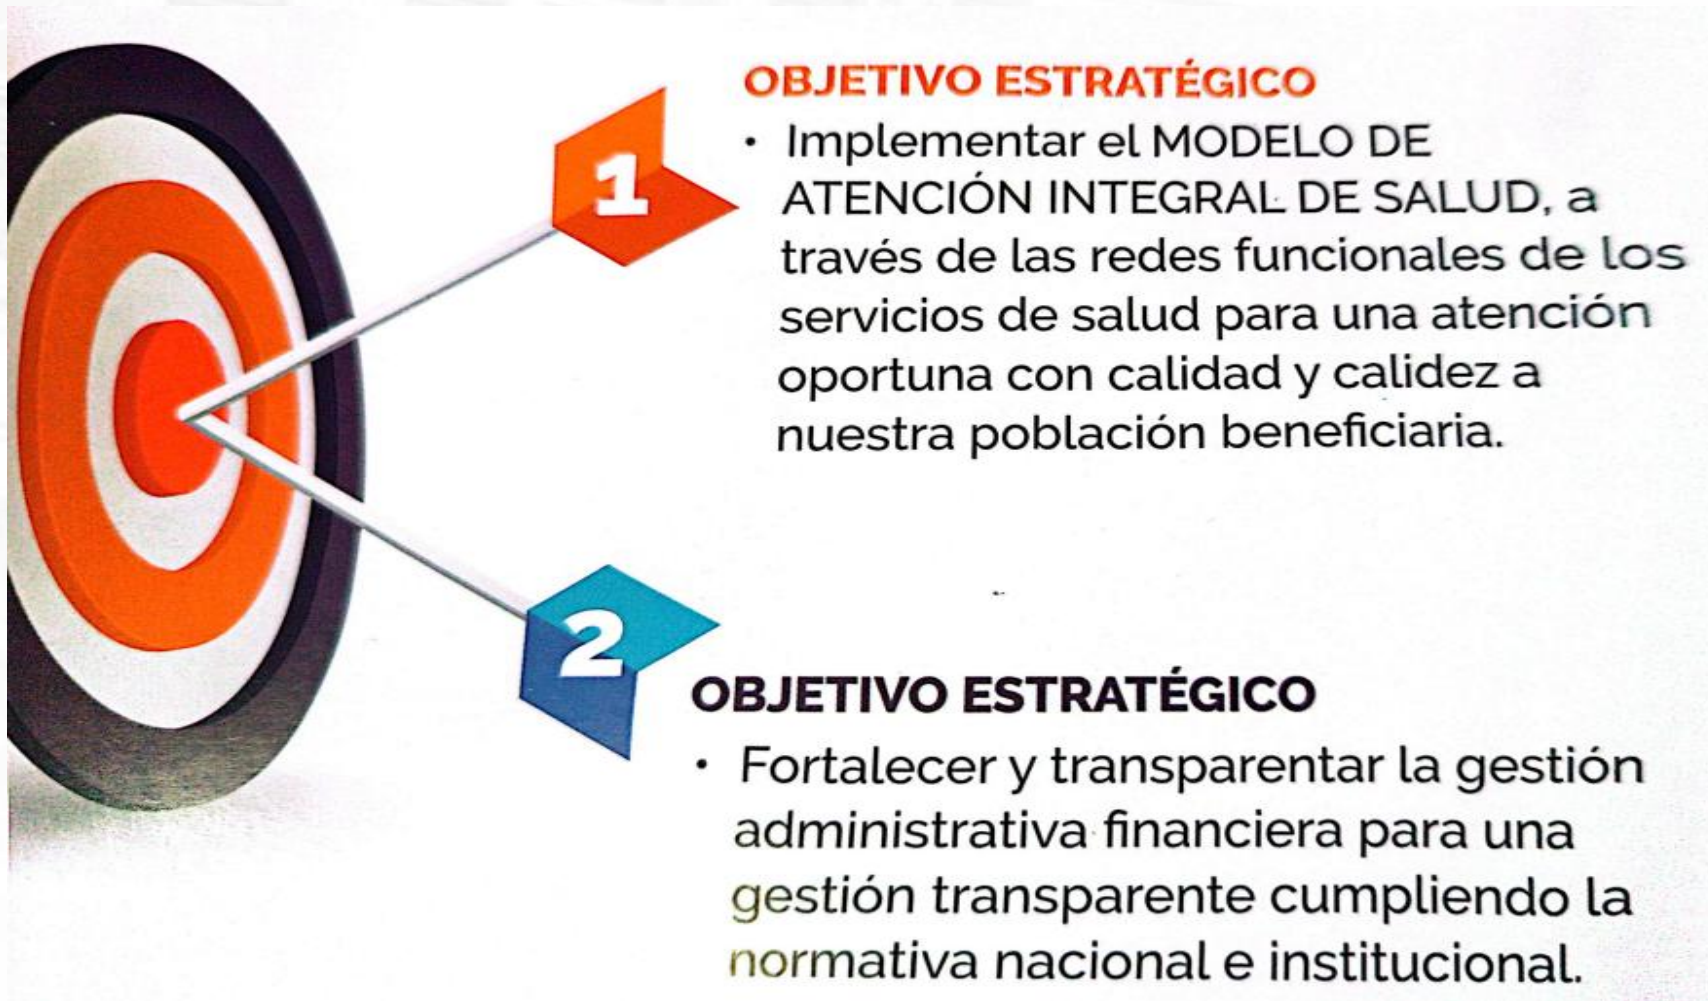 1
OBJETIVO ESTRATÉGICO
• Implementar el MODELO DE
ATENCIÓN INTEGRAL DE SALUD, a
través de las redes funcionales de los
servicios de salud para una atención
oportuna con calidad y calidez a
nuestra población beneficiaria.
2
OBJETIVO ESTRATÉGICO
• Fortalecer y transparentar la gestión
administrativa financiera para una
gestión transparente cumpliendo la
normativa nacional e institucional.